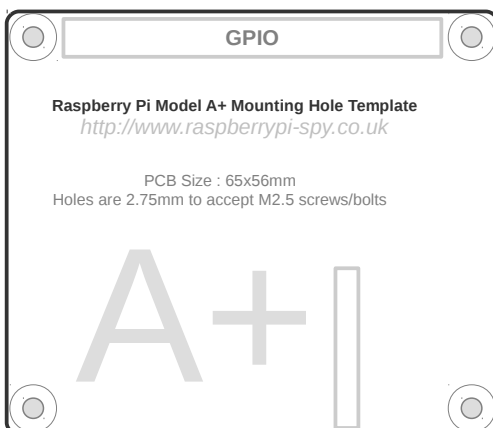 GPIO
Raspberry Pi Model A+ Mounting Hole Template
http://www.raspberrypi-spy.co.uk
PCB Size : 65x56mm
Holes are 2.75mm to accept M2.5 screws/bolts
A+